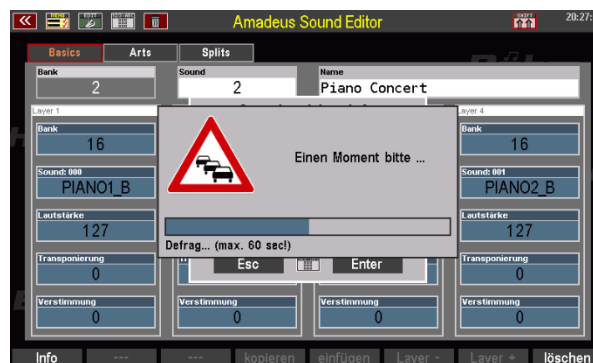 Amadeus Sound Editor
20:27:
Basics Arts Splits
Bank Sound Name
2 2 Piano Concert
Layer 1 ayer 4
Bank Bank
16 16
Einen Moment bitte ...
Sound: 000 Sound: 001
PIANO1_B PIANO2_B
Lautstärke Lautstärke
127 127
Defrag... (max. 60 sec!)
Transponierung Transponierung
Esc Enter
0 0
Verstimmung Verstimmung Verstimmung Verstimmung
0 0 0 0
Info --- --- kopieren einfügen Layer - Layer + löschen